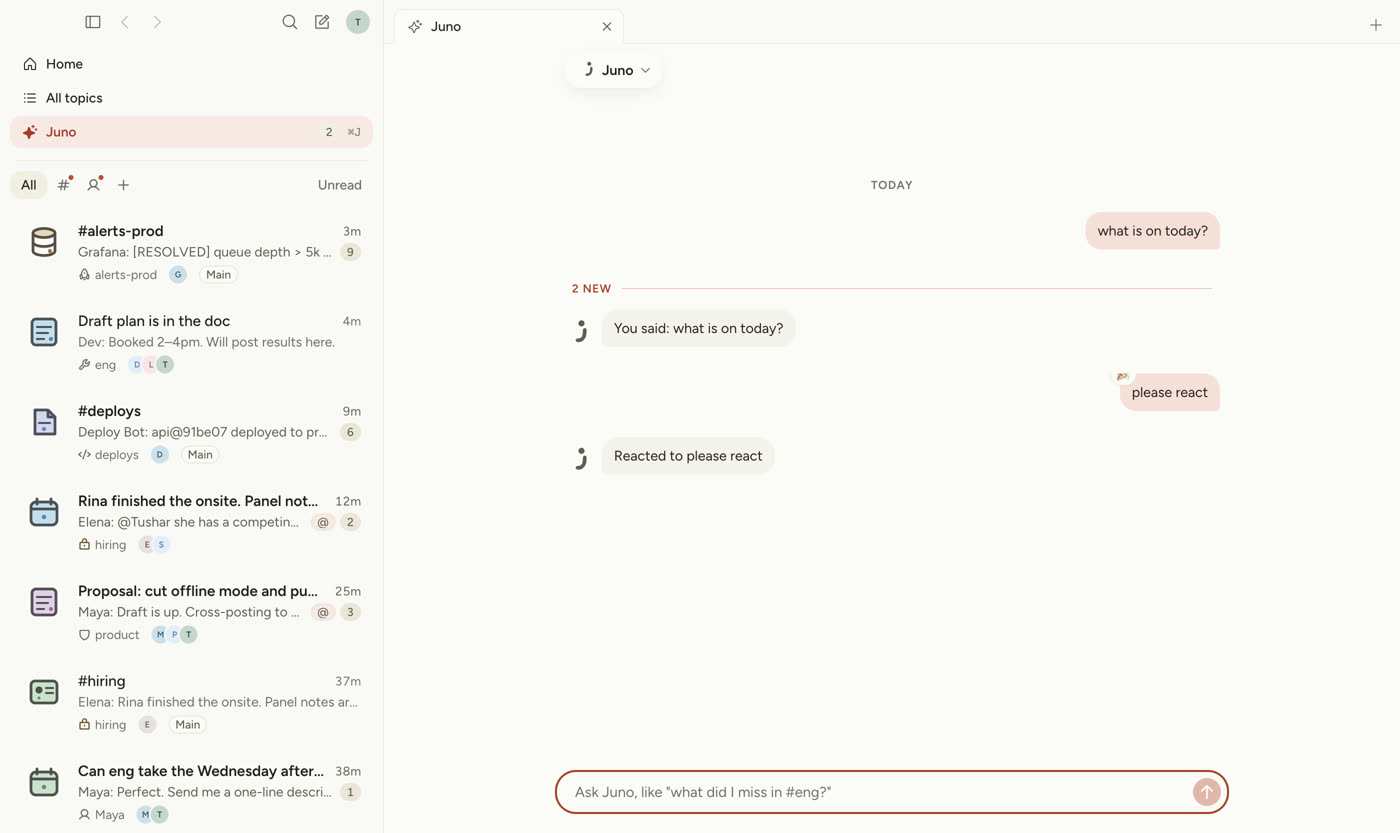 T
Home
All topics
Juno 2 ⌘J
All Unread
#alerts-prod 3m
Grafana: [RESOLVED] queue depth > 5k ... 9
alerts-prod G Main
Draft plan is in the doc 4m
Dev: Booked 2–4pm. Will post results here.
eng D L T
#deploys 9m
Deploy Bot: api@91be07 deployed to pr... 6
deploys D Main
Rina finished the onsite. Panel not... 12m
Elena: @Tushar she has a competin... @ 2
hiring E S
Proposal: cut offline mode and pu... 25m
Maya: Draft is up. Cross-posting to ... @ 3
product M P T
#hiring 37m
Elena: Rina finished the onsite. Panel notes ar...
hiring E Main
Can eng take the Wednesday after... 38m
Maya: Perfect. Send me a one-line descri... 1
Maya M T
Juno
Juno
TODAY
what is on today?
2 NEW
You said: what is on today?
please react
Reacted to please react
Ask Juno, like "what did I miss in #eng?"